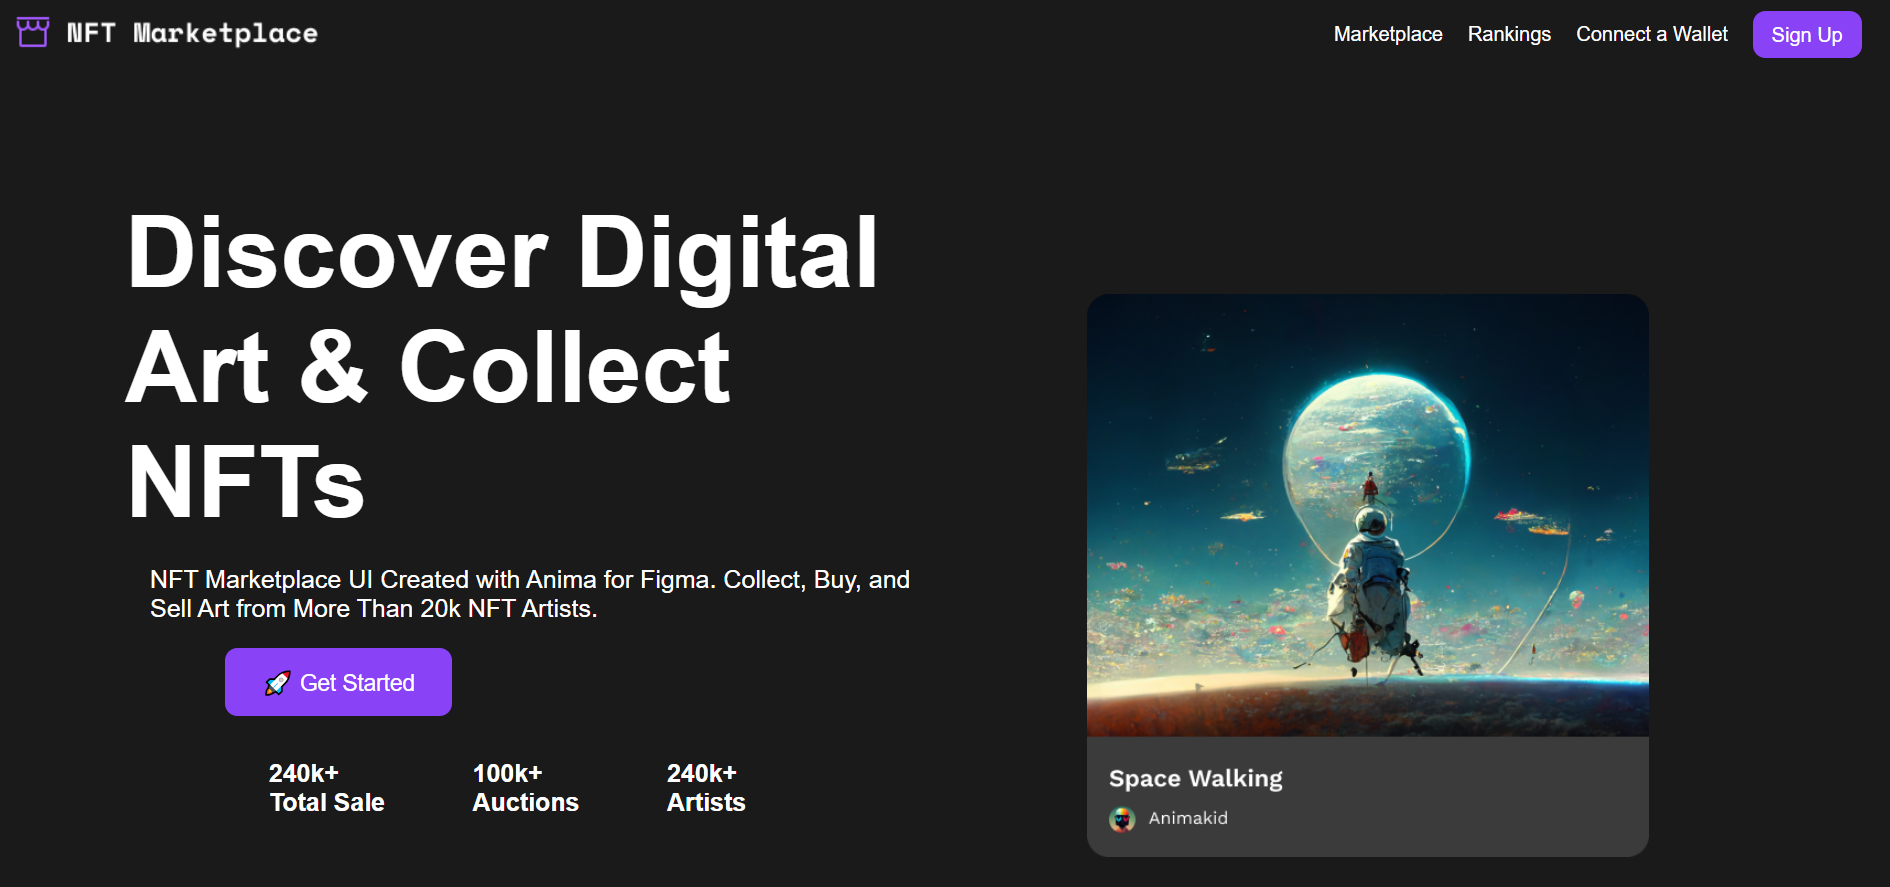 NFT Marketplace
Marketplace
Rankings
Connect a Wallet
Sign Up
Discover Digital
Art & Collect
NFTs
NFT Marketplace UI Created with Anima for Figma. Collect, Buy, and
Sell Art from More Than 20k NFT Artists.
🚀 Get Started
240k+
Total Sale
100k+
Auctions
240k+
Artists
Space Walking
Animakid